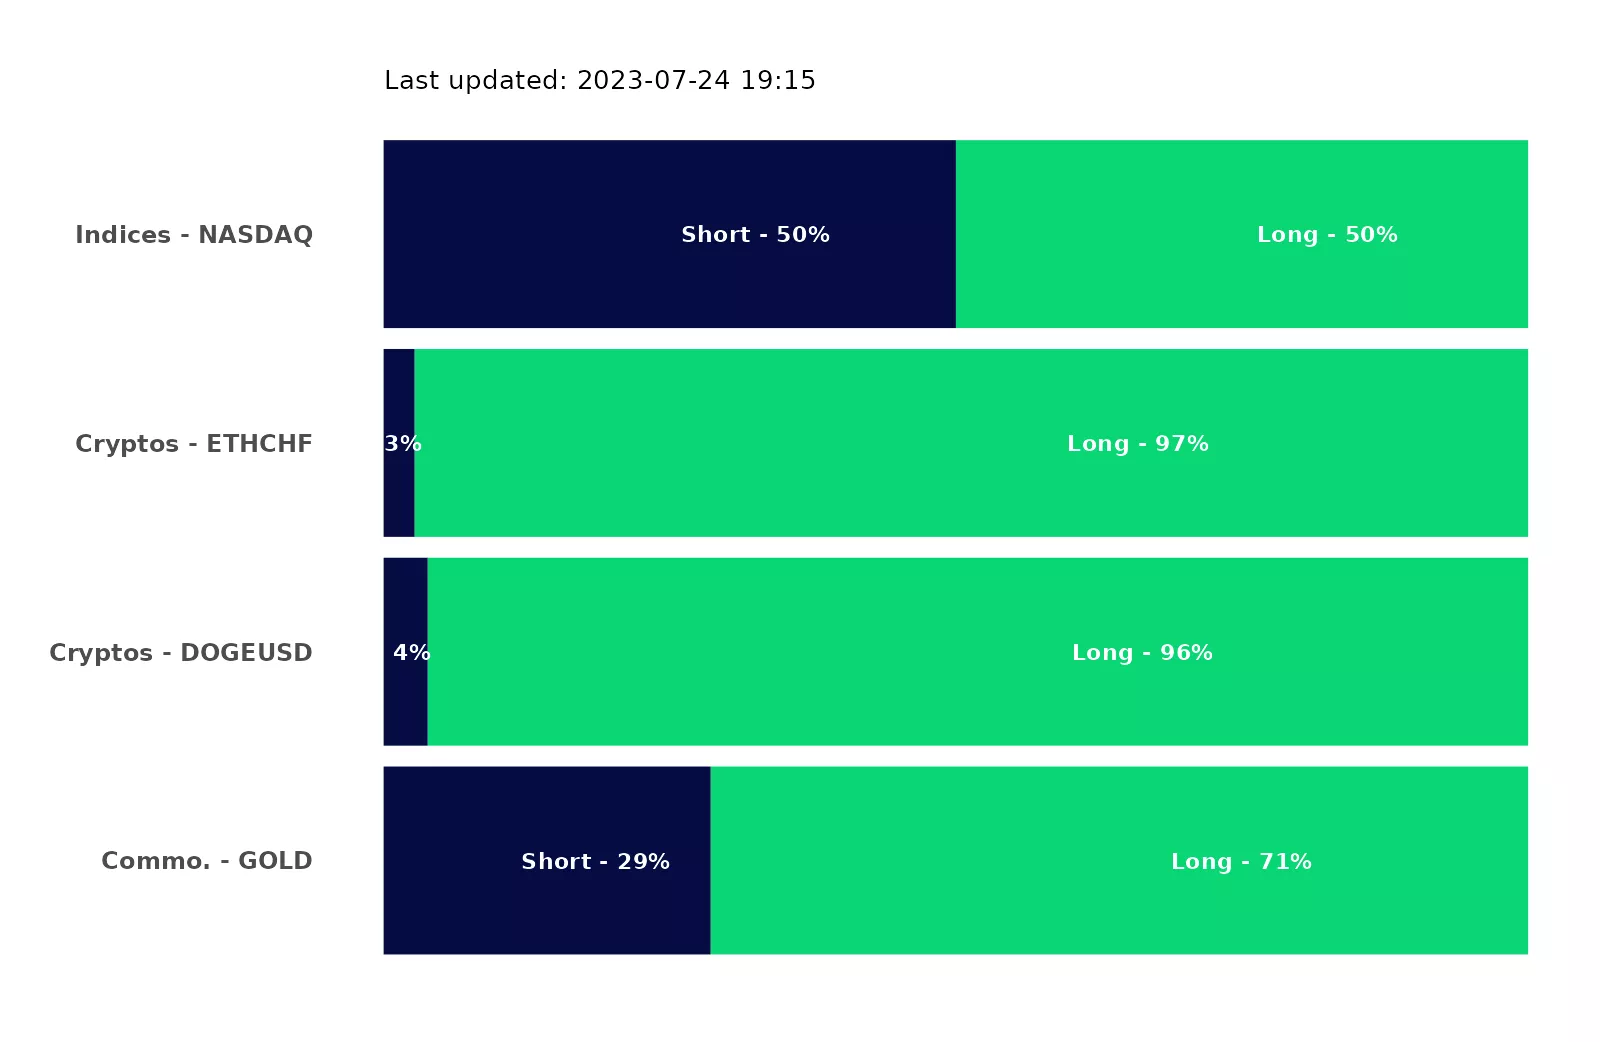 Last updated: 2023-07-24 19:15
Indices - NASDAQ Short - 50% Long - 50%
Cryptos - ETHCHF 3% Long - 97%
Cryptos - DOGEUSD 4% Long - 96%
Commo. - GOLD Short - 29% Long - 71%